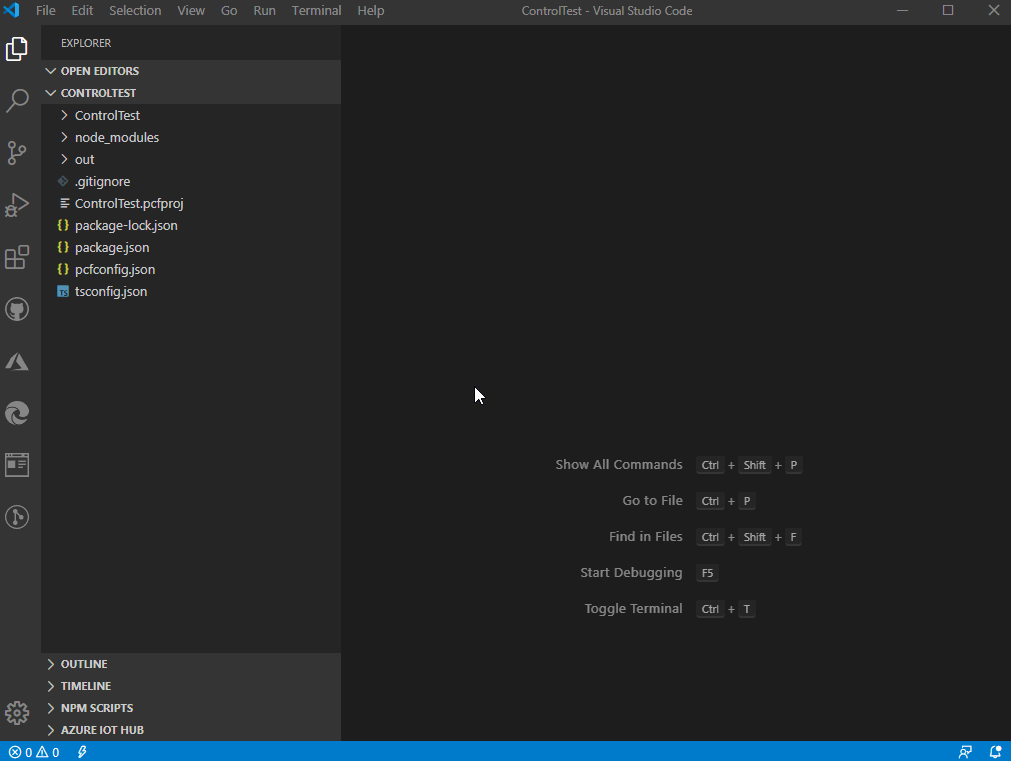 File Edit Selection View Go Run Terminal Help ControlTest - Visual Studio Code
EXPLORER
OPEN EDITORS
CONTROLTEST
ControlTest
node_modules
out
.gitignore
ControlTest.pcfproj
{} package-lock.json
{} package.json
{} pcfconfig.json
TS tsconfig.json
Show All Commands Ctrl + Shift + P
Go to File Ctrl + P
Find in Files Ctrl + Shift + F
Start Debugging F5
Toggle Terminal Ctrl + T
OUTLINE
TIMELINE
NPM SCRIPTS
AZURE IOT HUB
0 0